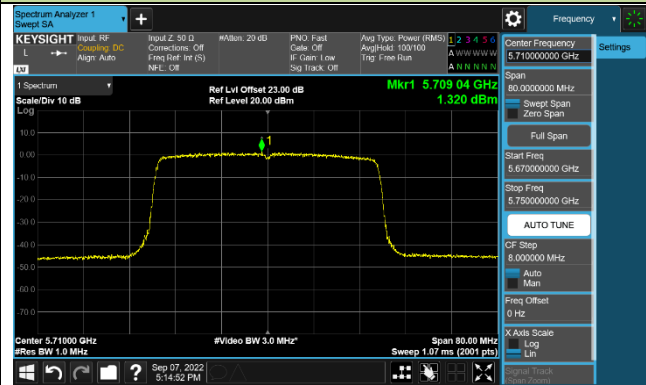 Spectrum Analyzer 1
Swept SA
+
Frequency
KEYSIGHT
L
Input: RF
Coupling: DC
Align: Auto
Input Z: 50 Ω
Corrections: Off
Freq Ref: Int (S)
NFE: Off
#Atten: 20 dB
PNO: Fast
Gate: Off
IF Gain: Low
Sig Track: Off
Avg Type: Power (RMS)
Avg|Hold: 100/100
Trig: Free Run
1 2 3 4 5 6
A W W W W W
A N N N N N
LXI
1 Spectrum
Scale/Div 10 dB
Log
Ref Lvl Offset 23.00 dB
Ref Level 20.00 dBm
Mkr1 5.709 04 GHz
1.320 dBm
10.0
0.00
-10.0
-20.0
-30.0
-40.0
-50.0
-60.0
-70.0
1
Center 5.71000 GHz
#Res BW 1.0 MHz
#Video BW 3.0 MHz*
Span 80.00 MHz
Sweep 1.07 ms (2001 pts)
Sep 07, 2022
5:14:52 PM
Center Frequency
5.710000000 GHz
Settings
Span
80.0000000 MHz
Swept Span
Zero Span
Full Span
Start Freq
5.670000000 GHz
Stop Freq
5.750000000 GHz
AUTO TUNE
CF Step
8.000000 MHz
Auto
Man
Freq Offset
0 Hz
X Axis Scale
Log
Lin
Signal Track
(Span Zoom)